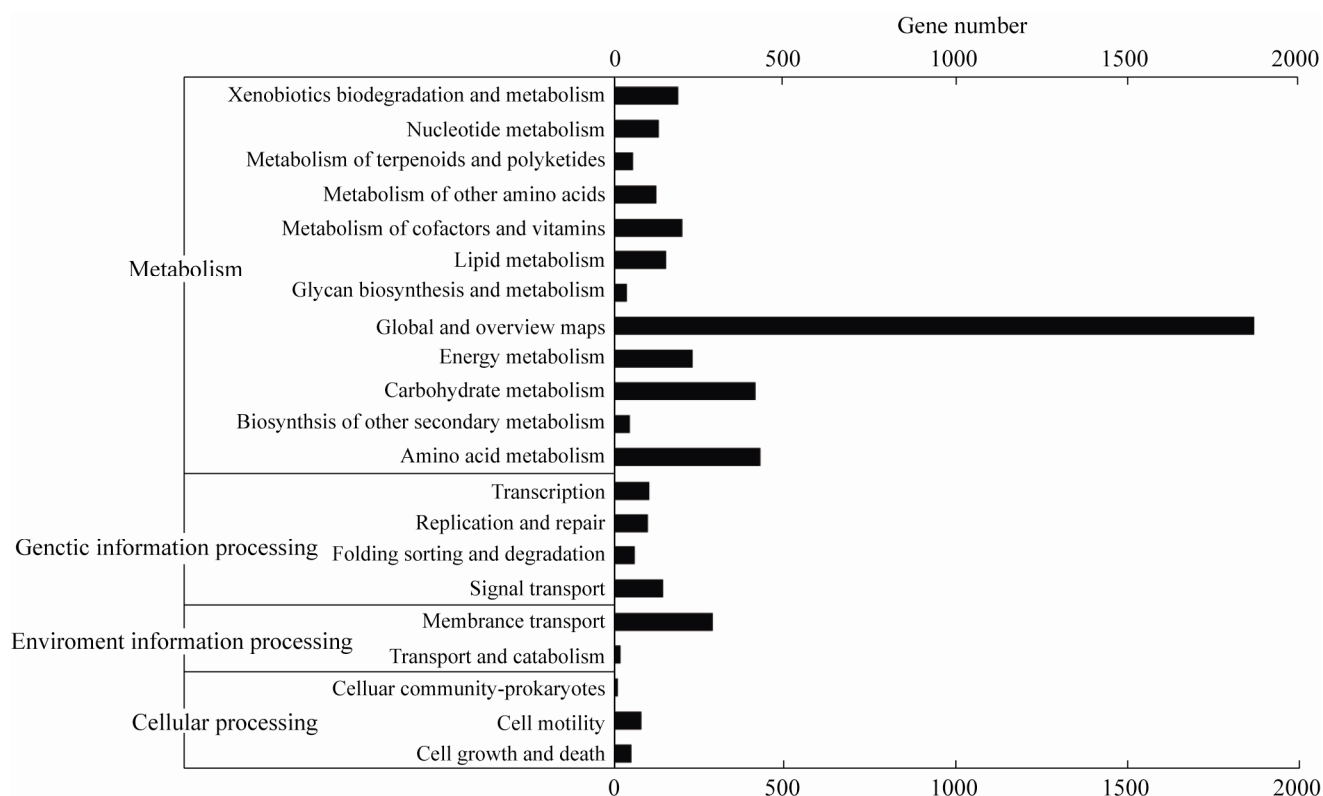 Gene number
0 500 1000 1500 2000
Xenobiotics biodegradation and metabolism
Nucleotide metabolism
Metabolism of terpenoids and polyketides
Metabolism of other amino acids
Metabolism of cofactors and vitamins
Lipid metabolism
Metabolism
Glycan biosynthesis and metabolism
Global and overview maps
Energy metabolism
Carbohydrate metabolism
Biosynthsis of other secondary metabolism
Amino acid metabolism
Transcription
Replication and repair
Genctic information processing
Folding sorting and degradation
Signal transport
Membrance transport
Enviroment information processing
Transport and catabolism
Celluar community-prokaryotes
Cellular processing
Cell motility
Cell growth and death
0 500 1000 1500 2000